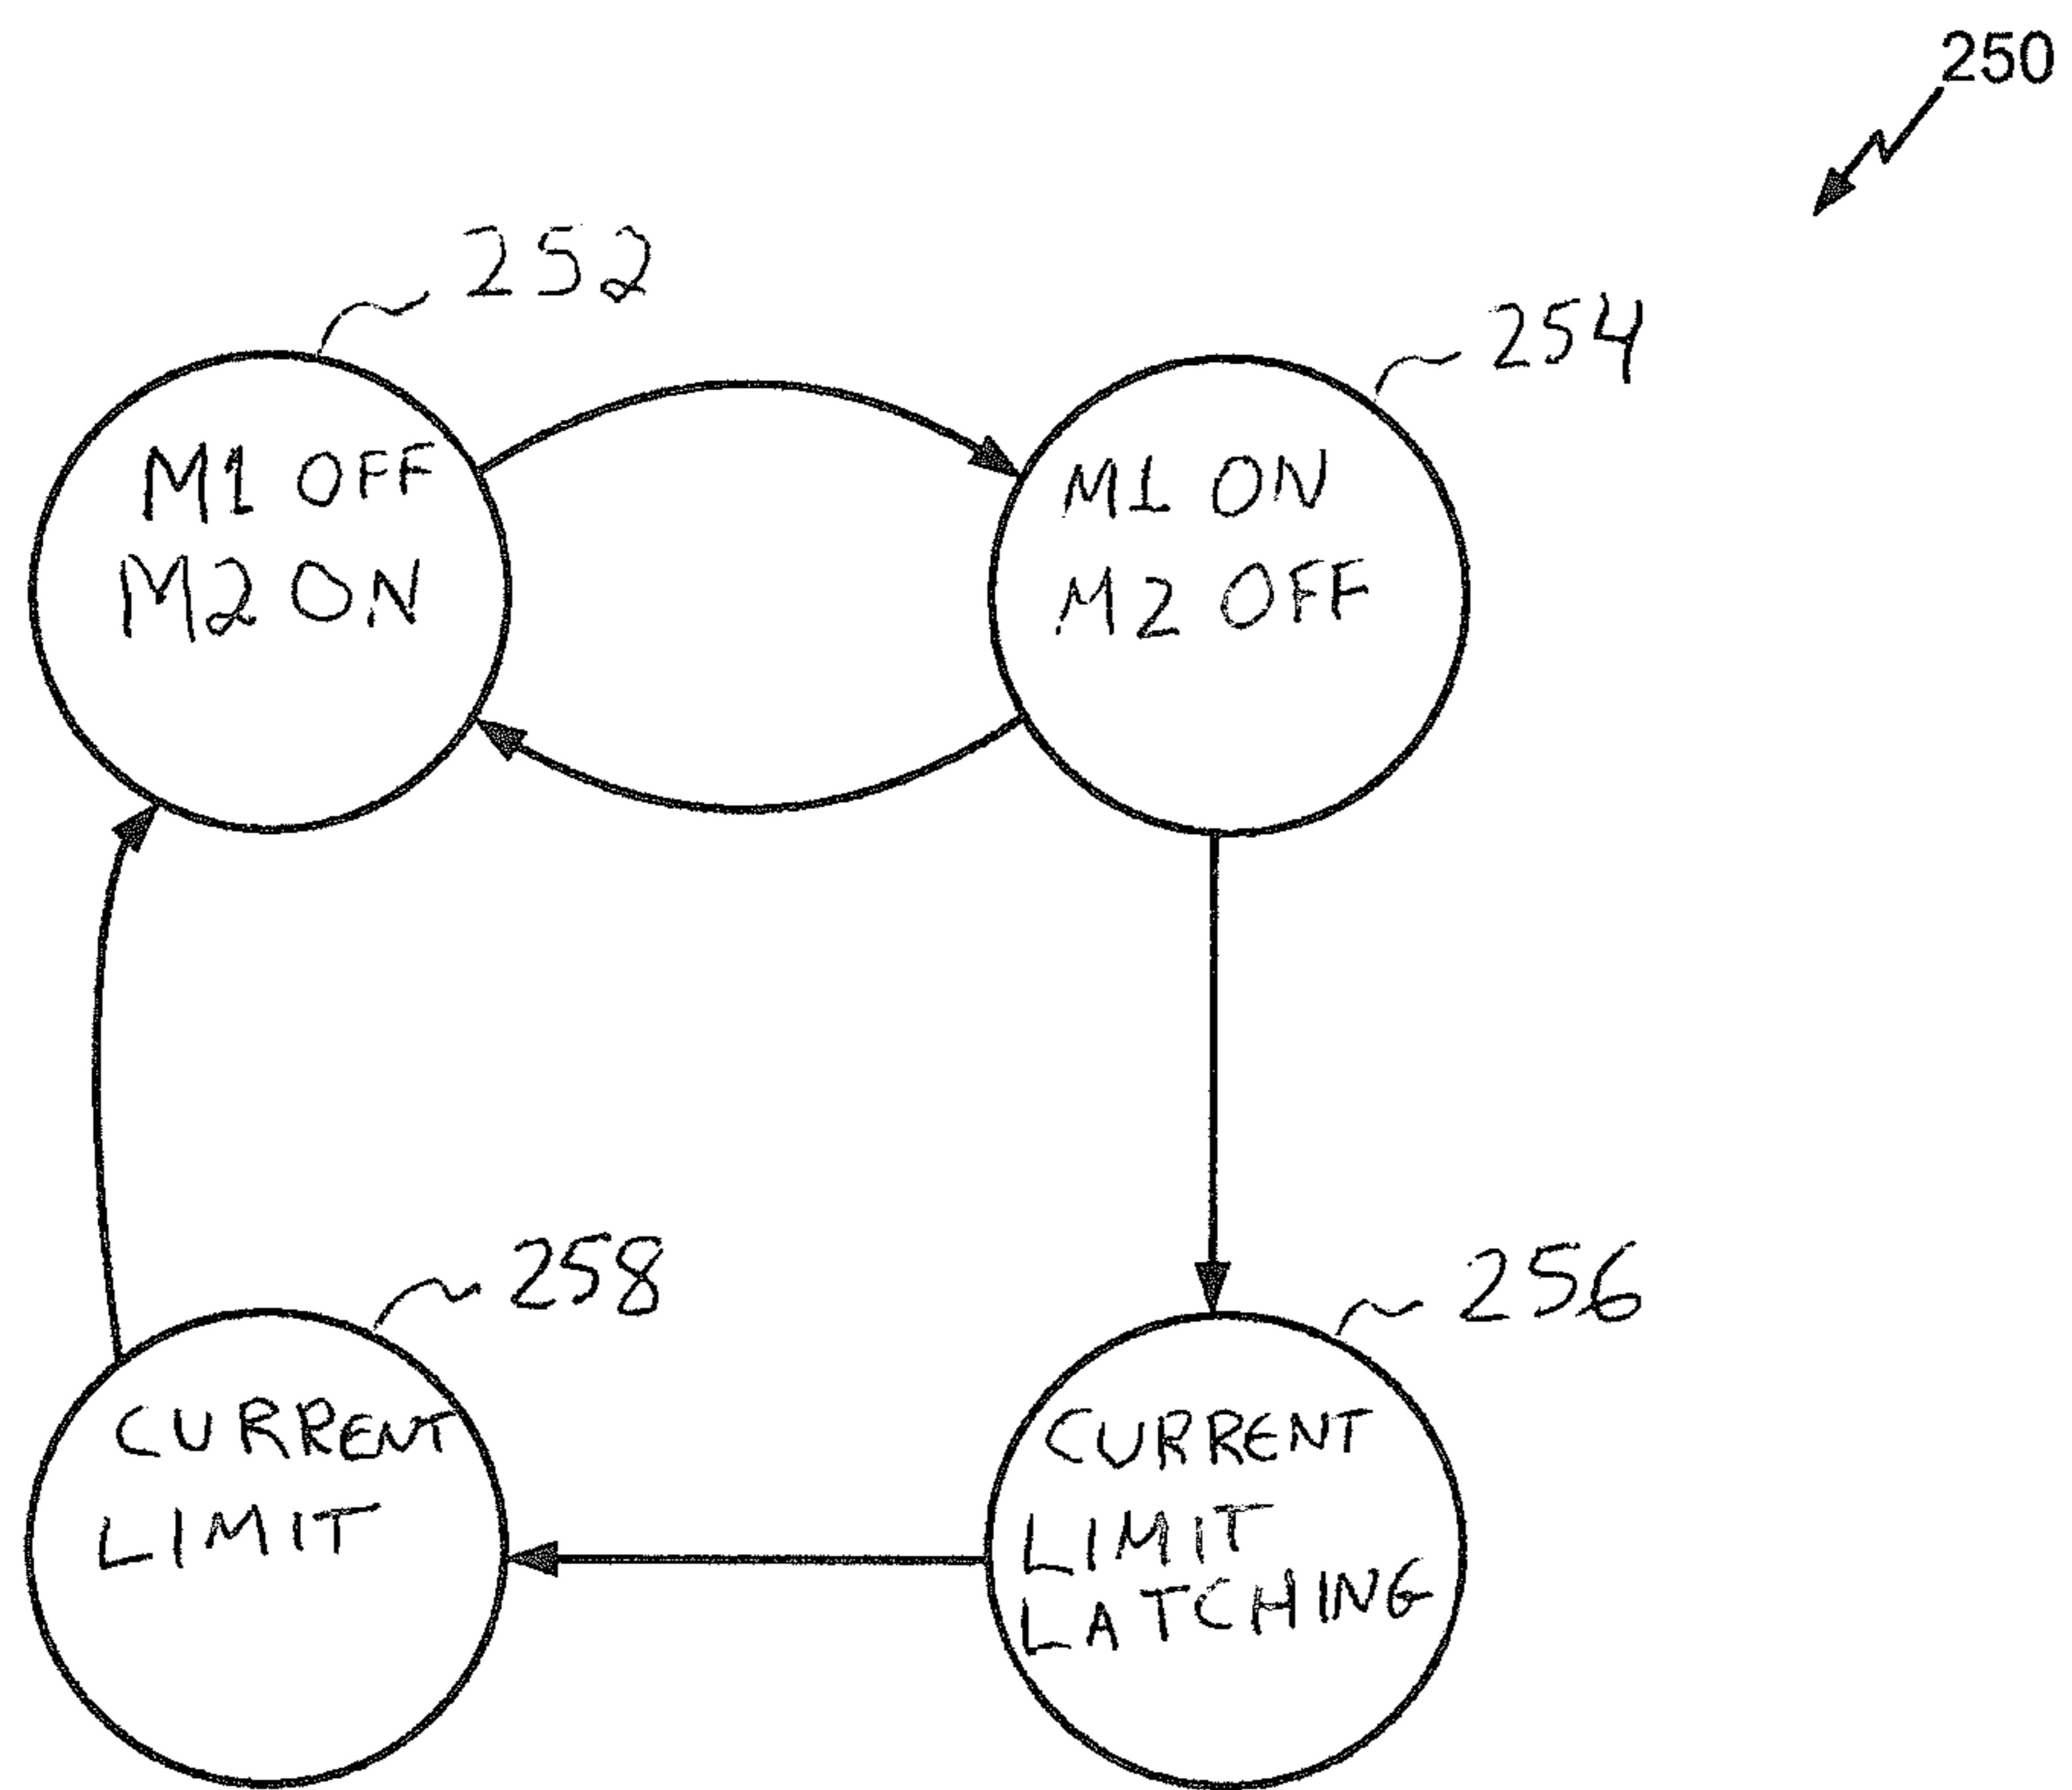 250
252
254
M1 OFF
M2 ON
M1 ON
M2 OFF
258
256
CURRENT
LIMIT
CURRENT
LIMIT
LATCHING